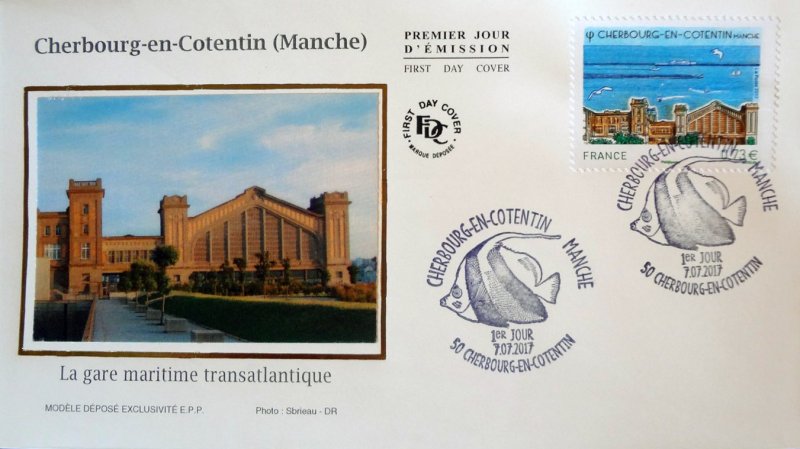 Cherbourg-en-Cotentin (Manche)
PREMIER JOUR
D'ÉMISSION
FIRST DAY COVER
FIRST DAY COVER
FDC
MARQUE DÉPOSÉE
φ CHERBOURG-EN-COTENTIN MANCHE
FRANCE
CHERBOURG-EN-COTENTIN MANCHE
1ER JOUR
7.07.2017
50 CHERBOURG-EN-COTENTIN
CHERBOURG-EN-COTENTIN MANCHE
1ER JOUR
7.07.2017
50 CHERBOURG-EN-COTENTIN
La gare maritime transatlantique
MODÈLE DÉPOSÉ EXCLUSIVITÉ E.P.P.
Photo : Sbrieau - DR